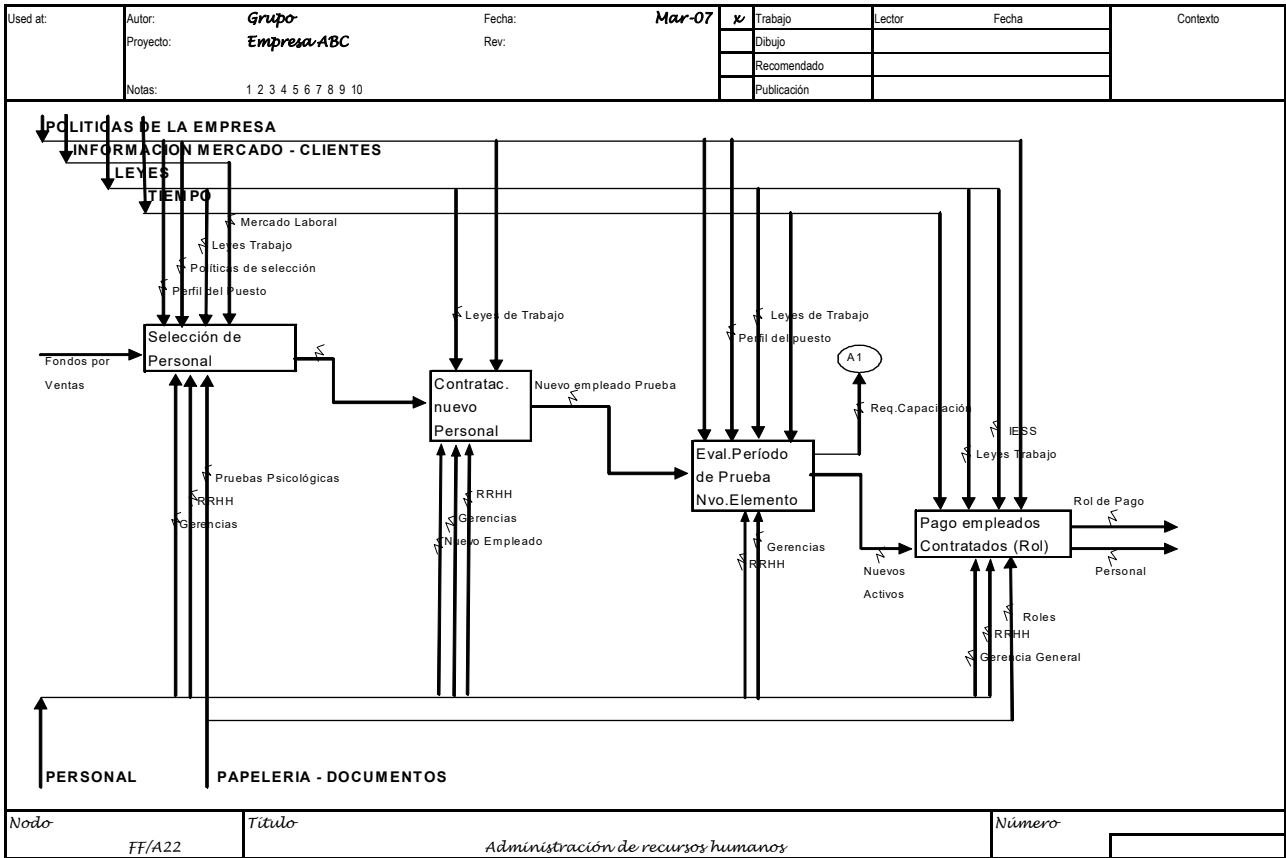 Used at:
Autor: Grupo Fecha: Mar-07 x Trabajo Lector Fecha Contexto
Proyecto: Empresa ABC Rev: Dibujo
Recomendado
Notas: 1 2 3 4 5 6 7 8 9 10 Publicación
POLITICAS DE LA EMPRESA
INFORMACION MERCADO - CLIENTES
LEYES
TIEMPO
Mercado Laboral
Leyes Trabajo
Políticas de selección
Perfil del Puesto
Leyes de Trabajo
Leyes de Trabajo
Perfil del puesto
Selección de
Personal
Fondos por
Ventas
A1
Contratac.
nuevo
Personal
Nuevo empleado Prueba
Req.Capacitación
IESS
Leyes Trabajo
Eval.Período
de Prueba
Nvo.Elemento
Pruebas Psicológicas
RRHH
Gerencias
RRHH
Gerencias
Nuevo Empleado
Rol de Pago
Pago empleados
Contratados (Rol)
Gerencias
RRHH
Nuevos
Activos
Personal
Roles
RRHH
Gerencia General
PERSONAL
PAPELERIA - DOCUMENTOS
Nodo Título Número
FF/A22 Administración de recursos humanos